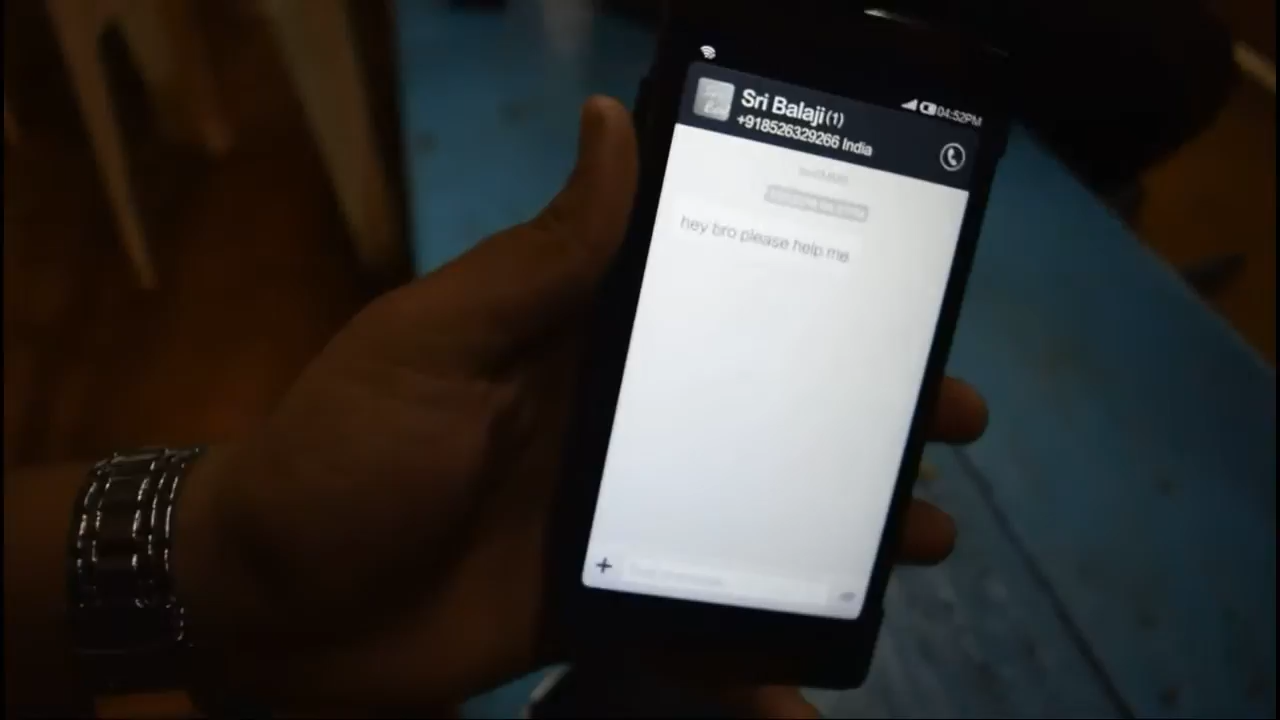 04:52PM
Sri Balaji (1)
+918526329266 India
hey bro please help me
+